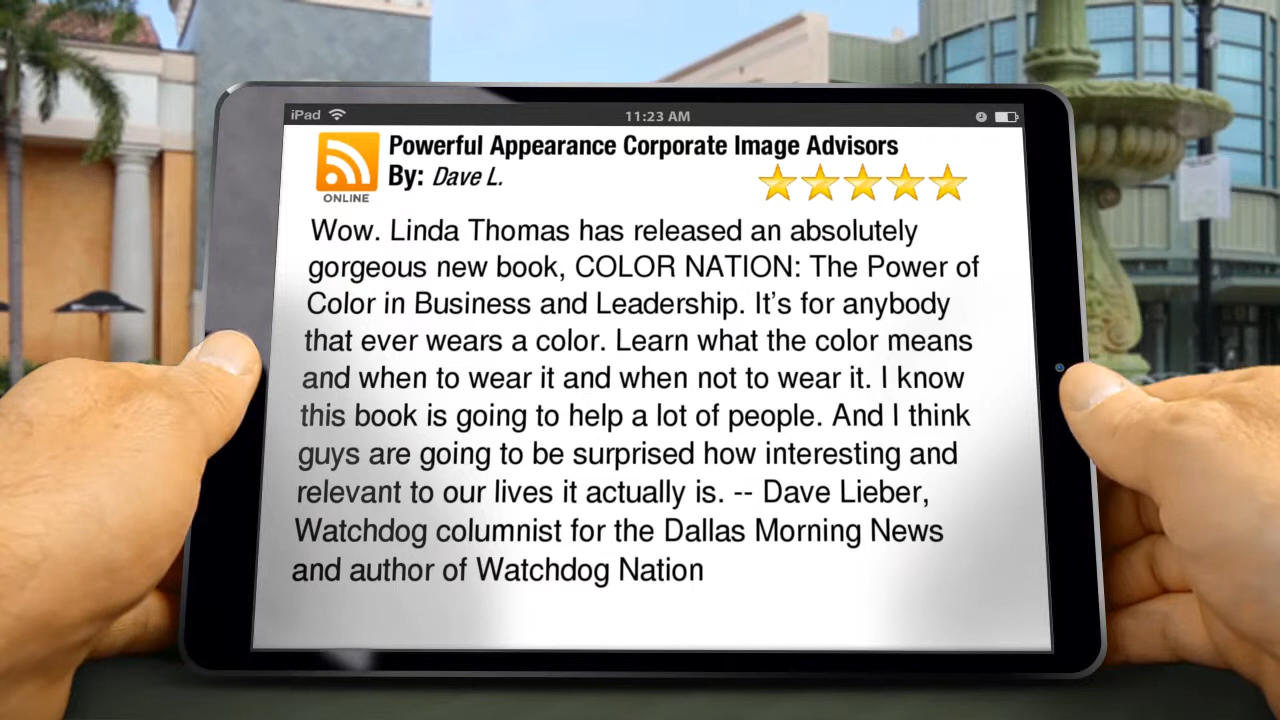 iPad 11:23 AM
Powerful Appearance Corporate Image Advisors
By: Dave L.
ONLINE
Wow. Linda Thomas has released an absolutely
gorgeous new book, COLOR NATION: The Power of
Color in Business and Leadership. It’s for anybody
that ever wears a color. Learn what the color means
and when to wear it and when not to wear it. I know
this book is going to help a lot of people. And I think
guys are going to be surprised how interesting and
relevant to our lives it actually is. -- Dave Lieber,
Watchdog columnist for the Dallas Morning News
and author of Watchdog Nation